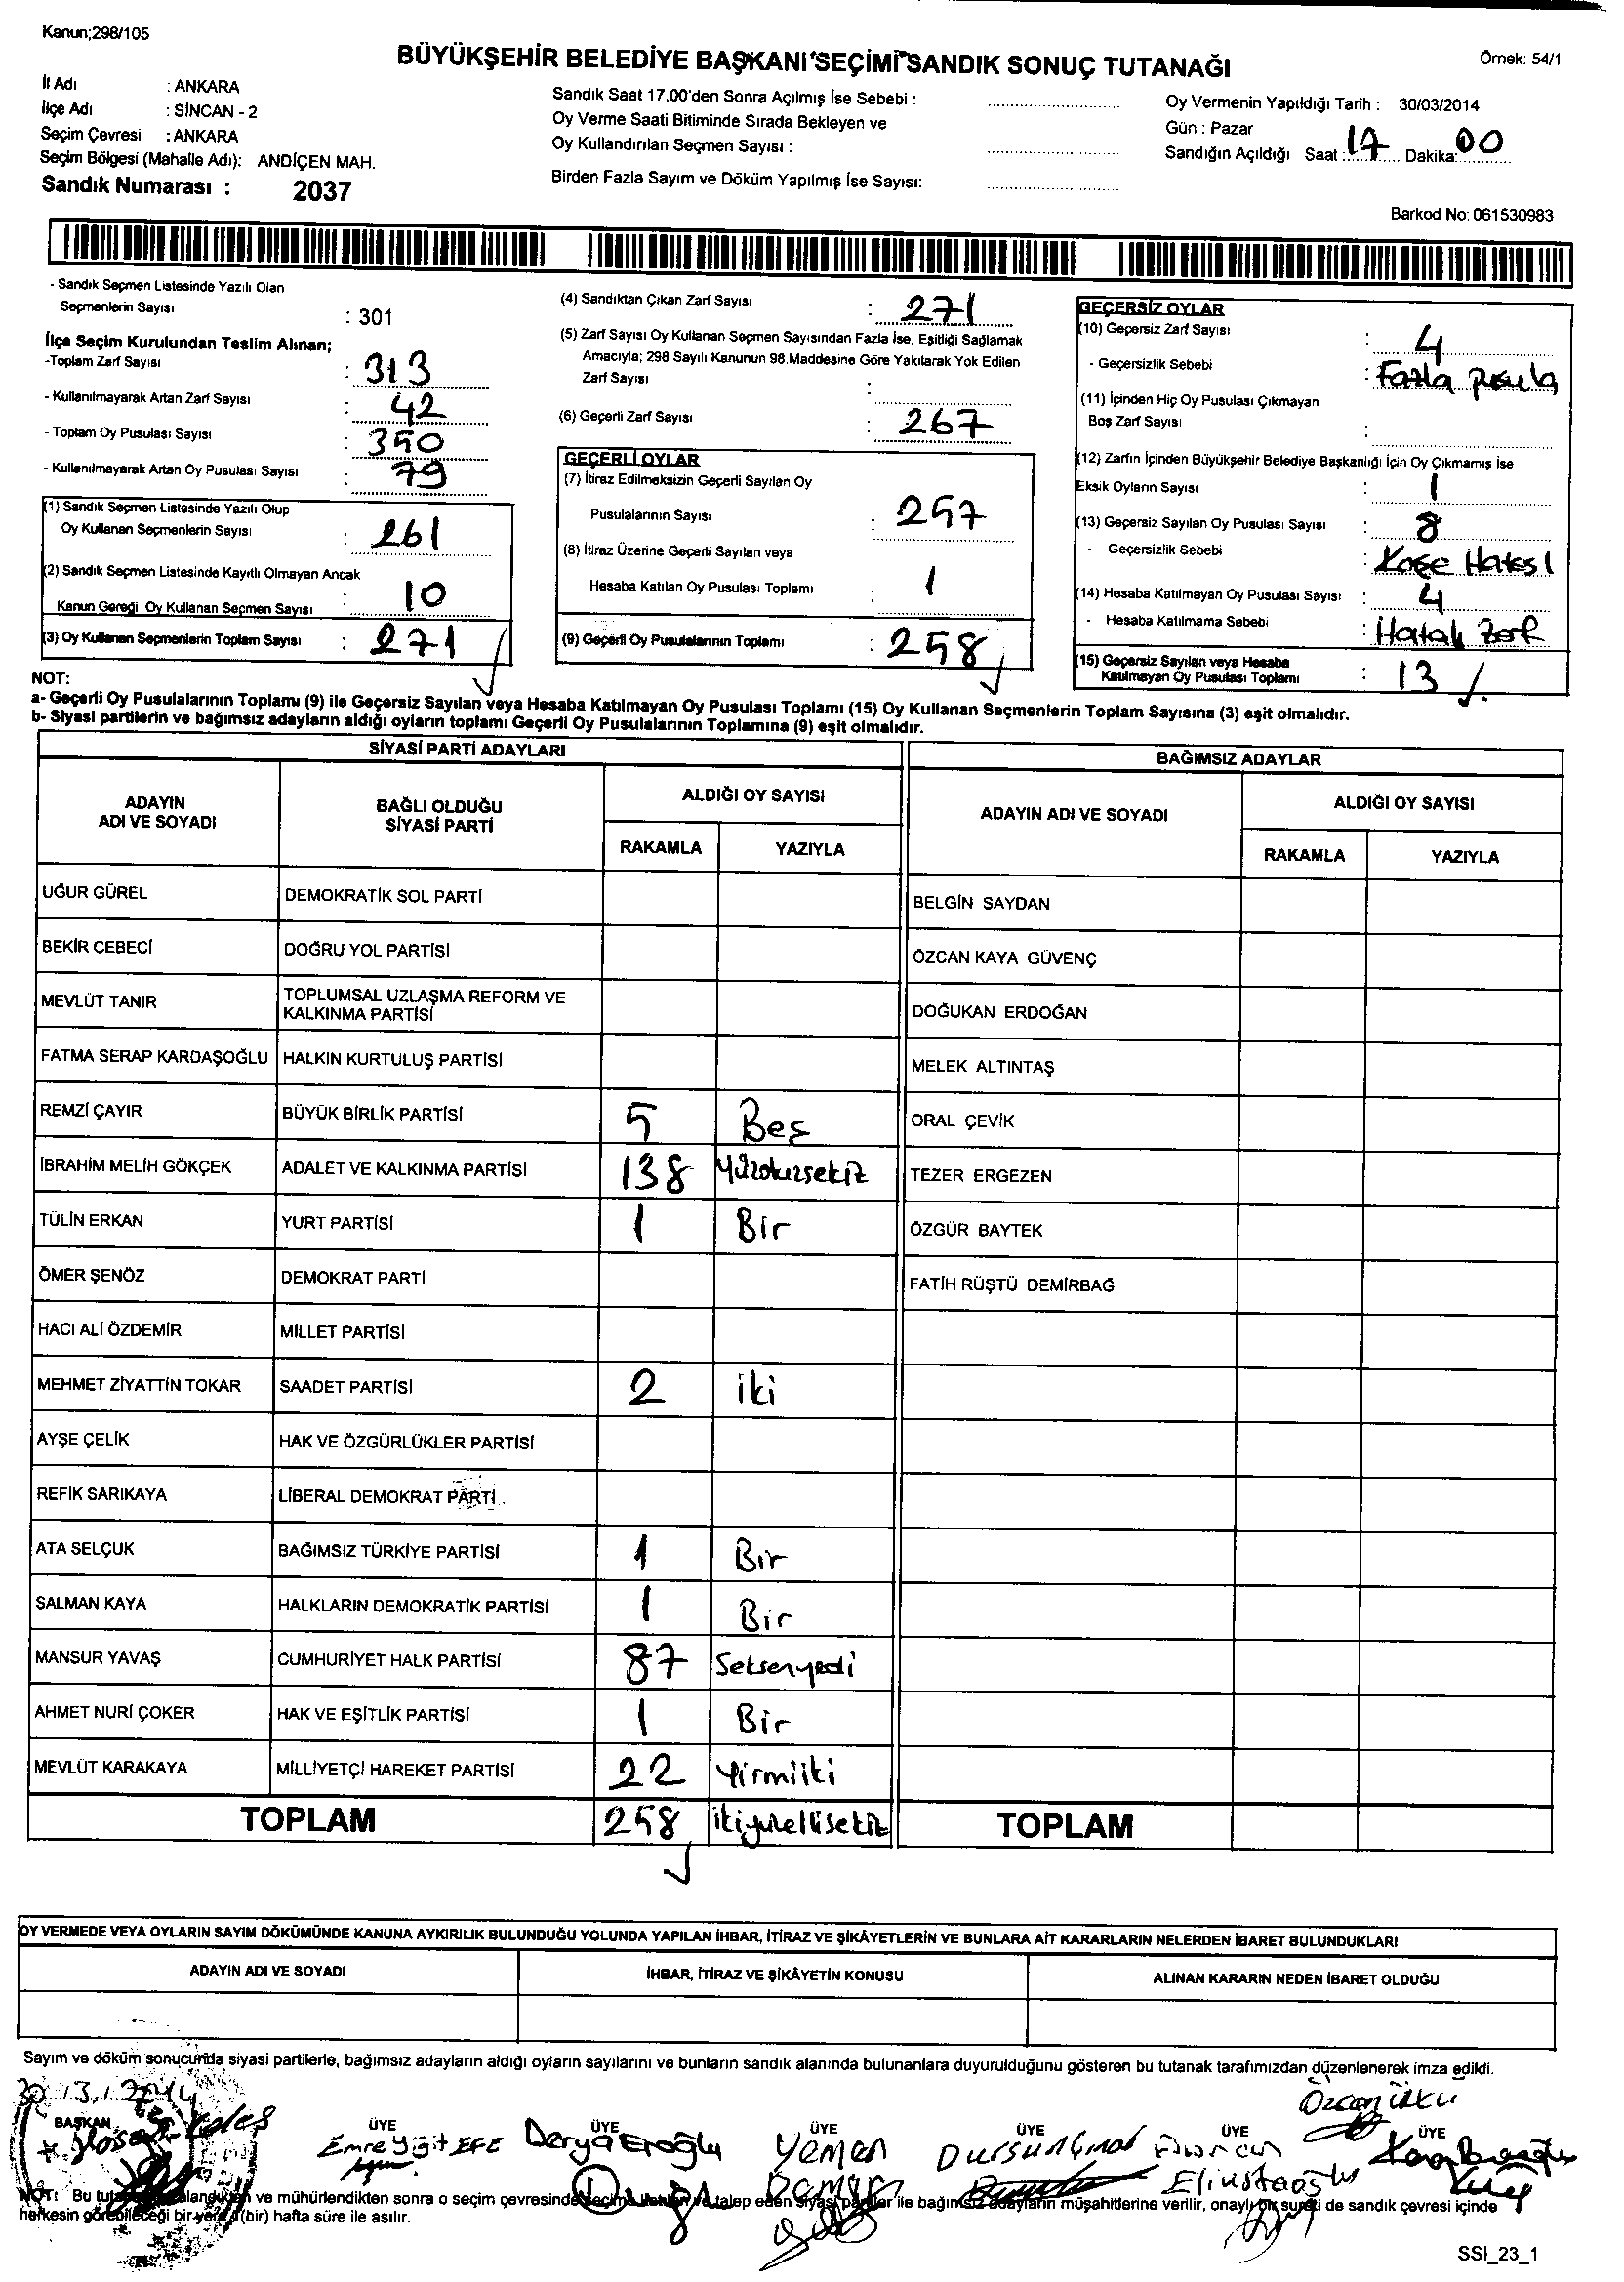 Kanun;298/105
BÜYÜKŞEHİR BELEDİYE BAŞKANI SEÇİMİ SANDIK SONUÇ TUTANAĞI
Örnek: 54/1
İl Adı : ANKARA
İlçe Adı : SİNCAN - 2
Seçim Çevresi : ANKARA
Seçim Bölgesi (Mahalle Adı): ANDİÇEN MAH.
Sandık Numarası : 2037
Sandık Saat 17.00'den Sonra Açılmış İse Sebebi :
Oy Verme Saati Bitiminde Sırada Bekleyen ve
Oy Kullandırılan Seçmen Sayısı :
Birden Fazla Sayım ve Döküm Yapılmış İse Sayısı:
Oy Vermenin Yapıldığı Tarih : 30/03/2014
Gün : Pazar
Sandığın Açıldığı Saat : 17 Dakika: 00
Barkod No: 061530983
- Sandık Seçmen Listesinde Yazılı Olan
Seçmenlerin Sayısı : 301
İlçe Seçim Kurulundan Teslim Alınan;
-Toplam Zarf Sayısı : 313
- Kullanılmayarak Artan Zarf Sayısı : 42
- Toplam Oy Pusulası Sayısı : 350
- Kullanılmayarak Artan Oy Pusulası Sayısı : 79
(1) Sandık Seçmen Listesinde Yazılı Olup
Oy Kullanan Seçmenlerin Sayısı : 261
(2) Sandık Seçmen Listesinde Kayıtlı Olmayan Ancak
Kanun Gereği Oy Kullanan Seçmen Sayısı : 10
(3) Oy Kullanan Seçmenlerin Toplam Sayısı : 271
(4) Sandıktan Çıkan Zarf Sayısı : 271
(5) Zarf Sayısı Oy Kullanan Seçmen Sayısından Fazla İse, Eşitliği Sağlamak
Amacıyla; 298 Sayılı Kanunun 98.Maddesine Göre Yakılarak Yok Edilen
Zarf Sayısı :
(6) Geçerli Zarf Sayısı : 267
GEÇERLİ OYLAR
(7) İtiraz Edilmeksizin Geçerli Sayılan Oy
Pusulalarının Sayısı : 257
(8) İtiraz Üzerine Geçerli Sayılan veya
Hesaba Katılan Oy Pusulası Toplamı : 1
(9) Geçerli Oy Pusulalarının Toplamı : 258
GEÇERSİZ OYLAR
(10) Geçersiz Zarf Sayısı : 4
- Geçersizlik Sebebi : Fazla pusula
(11) İçinden Hiç Oy Pusulası Çıkmayan
Boş Zarf Sayısı :
(12) Zarfın İçinden Büyükşehir Belediye Başkanlığı İçin Oy Çıkmamış İse
Eksik Oyların Sayısı : 1
(13) Geçersiz Sayılan Oy Pusulası Sayısı : 8
- Geçersizlik Sebebi : Kaşe Hatası
(14) Hesaba Katılmayan Oy Pusulası Sayısı : 4
- Hesaba Katılmama Sebebi : Hatalı Zarf
(15) Geçersiz Sayılan veya Hesaba
Katılmayan Oy Pusulası Toplamı : 13
NOT:
a- Geçerli Oy Pusulalarının Toplamı (9) ile Geçersiz Sayılan veya Hesaba Katılmayan Oy Pusulası Toplamı (15) Oy Kullanan Seçmenlerin Toplam Sayısına (3) eşit olmalıdır.
b- Siyasi partilerin ve bağımsız adayların aldığı oyların toplamı Geçerli Oy Pusulalarının Toplamına (9) eşit olmalıdır.
SİYASİ PARTİ ADAYLARI
BAĞIMSIZ ADAYLAR
ADAYIN ADI VE SOYADI
BAĞLI OLDUĞU SİYASİ PARTİ
ALDIĞI OY SAYISI
RAKAMLA YAZIYLA
ADAYIN ADI VE SOYADI
ALDIĞI OY SAYISI
RAKAMLA YAZIYLA
UĞUR GÜREL DEMOKRATİK SOL PARTİ BELGİN SAYDAN
BEKİR CEBECİ DOĞRU YOL PARTİSİ ÖZCAN KAYA GÜVENÇ
MEVLÜT TANIR TOPLUMSAL UZLAŞMA REFORM VE KALKINMA PARTİSİ DOĞUKAN ERDOĞAN
FATMA SERAP KARDAŞOĞLU HALKIN KURTULUŞ PARTİSİ MELEK ALTINTAŞ
REMZİ ÇAYIR BÜYÜK BİRLİK PARTİSİ 5 Beş ORAL ÇEVİK
İBRAHİM MELİH GÖKÇEK ADALET VE KALKINMA PARTİSİ 138 Yüzotuzsekiz TEZER ERGEZEN
TÜLİN ERKAN YURT PARTİSİ 1 Bir ÖZGÜR BAYTEK
ÖMER ŞENÖZ DEMOKRAT PARTİ FATİH RÜŞTÜ DEMİRBAĞ
HACI ALİ ÖZDEMİR MİLLET PARTİSİ
MEHMET ZİYATTİN TOKAR SAADET PARTİSİ 2 iki
AYŞE ÇELİK HAK VE ÖZGÜRLÜKLER PARTİSİ
REFİK SARIKAYA LİBERAL DEMOKRAT PARTİ
ATA SELÇUK BAĞIMSIZ TÜRKİYE PARTİSİ 1 Bir
SALMAN KAYA HALKLARIN DEMOKRATİK PARTİSİ 1 Bir
MANSUR YAVAŞ CUMHURİYET HALK PARTİSİ 87 Seksenyedi
AHMET NURİ ÇOKER HAK VE EŞİTLİK PARTİSİ 1 Bir
MEVLÜT KARAKAYA MİLLİYETÇİ HAREKET PARTİSİ 22 Yirmiiki
TOPLAM 258 ikiyüzellisekiz TOPLAM
OY VERMEDE VEYA OYLARIN SAYIM DÖKÜMÜNDE KANUNA AYKIRILIK BULUNDUĞU YOLUNDA YAPILAN İHBAR, İTİRAZ VE ŞİKÂYETLERİN VE BUNLARA AİT KARARLARIN NELERDEN İBARET BULUNDUKLARI
ADAYIN ADI VE SOYADI İHBAR, İTİRAZ VE ŞİKÂYETİN KONUSU ALINAN KARARIN NEDEN İBARET OLDUĞU
Sayım ve döküm sonucunda siyasi partilerle, bağımsız adayların aldığı oyların sayılarını ve bunların sandık alanında bulunanlara duyurulduğunu gösteren bu tutanak tarafımızdan düzenlenerek imza edildi.
30.3.2014
BAŞKAN ÜYE ÜYE ÜYE ÜYE ÜYE ÜYE
Keleş Emre Yiğit EFE Derya Eroğlu Yemen Dursun Çınar Özcan ülkü
Eliustaoğlu
NOT: Bu ve mühürlendikten sonra o seçim çevresinde talep eden siyasi partiler ile bağımsız adayların müşahitlerine verilir, onaylı bir sureti de sandık çevresi içinde
herkesin görebileceği bir yere (bir) hafta süre ile asılır.
SSI_23_1